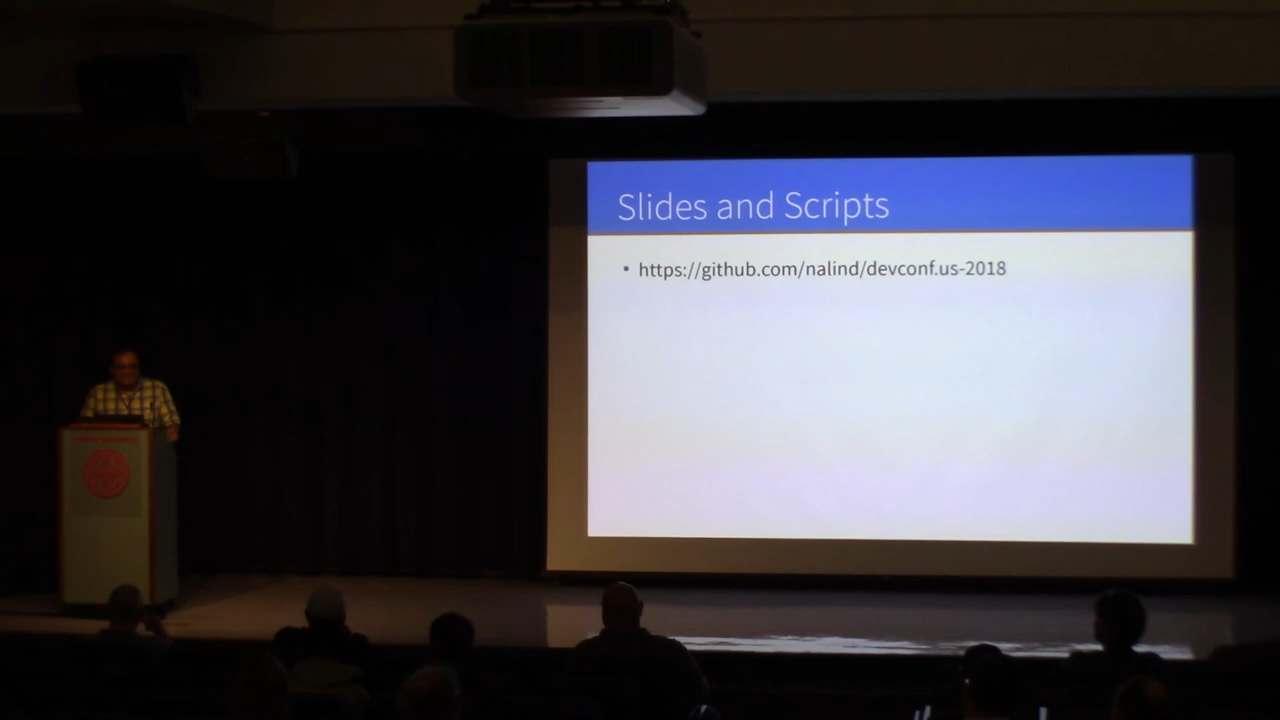 Slides and Scripts
• https://github.com/nalind/devconf.us-2018